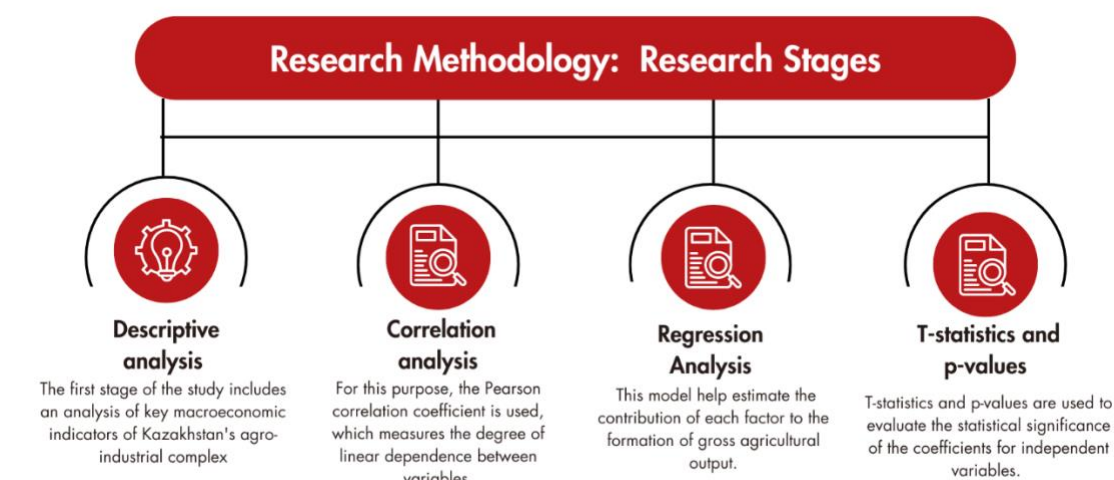 Research Methodology:  Research Stages
Descriptive
analysis
The first stage of the study includes
an analysis of key macroeconomic
indicators of Kazakhstan's agro-
industrial complex
Correlation
analysis
For this purpose, the Pearson
correlation coefficient is used,
which measures the degree of
linear dependence between
variables
Regression
Analysis
This model help estimate the
contribution of each factor to the
formation of gross agricultural
output.
T-statistics and
p-values
T-statistics and p-values are used to
evaluate the statistical significance
of the coefficients for independent
variables.